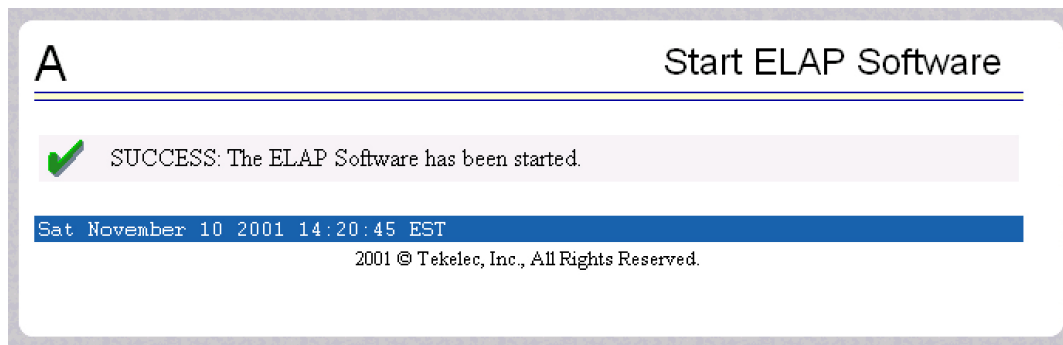 A
Start ELAP Software
SUCCESS: The ELAP Software has been started.
Sat November 10 2001 14:20:45 EST
2001 © Tekelec, Inc., All Rights Reserved.